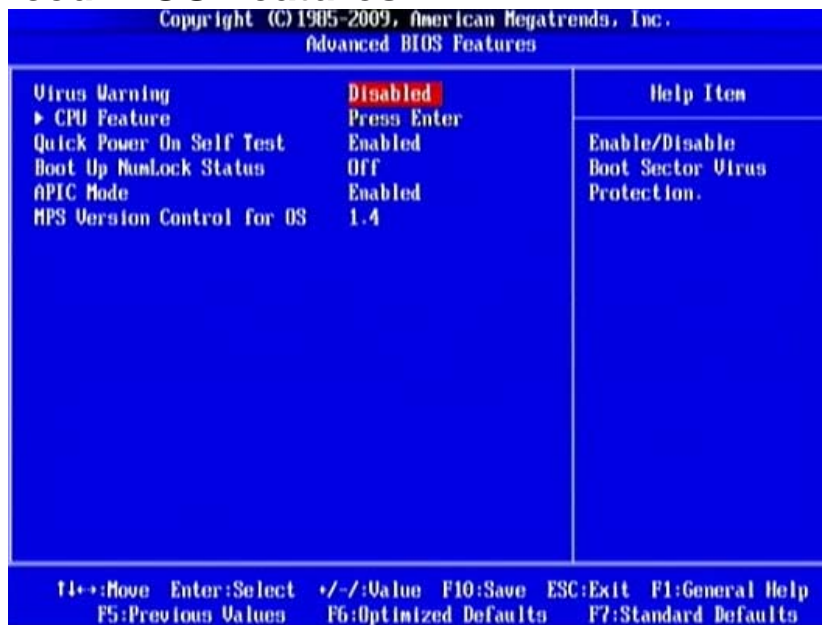 Copyright (C) 1985-2009, American Megatrends, Inc.
Advanced BIOS Features
Virus Warning Disabled
▶ CPU Feature Press Enter
Quick Power On Self Test Enabled
Boot Up NumLock Status Off
APIC Mode Enabled
MPS Version Control for OS 1.4
Help Item
Enable/Disable
Boot Sector Virus
Protection.
↑↓←→:Move Enter:Select +/-/:Value F10:Save ESC:Exit F1:General Help
F5:Previous Values F6:Optimized Defaults F7:Standard Defaults